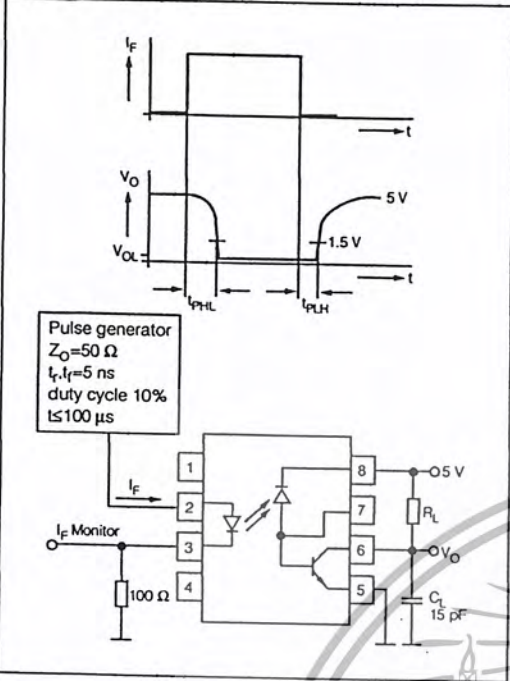 I_F
t
V_O
5 V
1.5 V
V_OL
t
t_PHL
t_PLH
Pulse generator
Z_O=50 Ω
t_r,t_f=5 ns
duty cycle 10%
t≤100 μs
1
8
5 V
I_F
2
7
R_L
I_F Monitor
3
6
V_O
4
5
100 Ω
C_L
15 pF